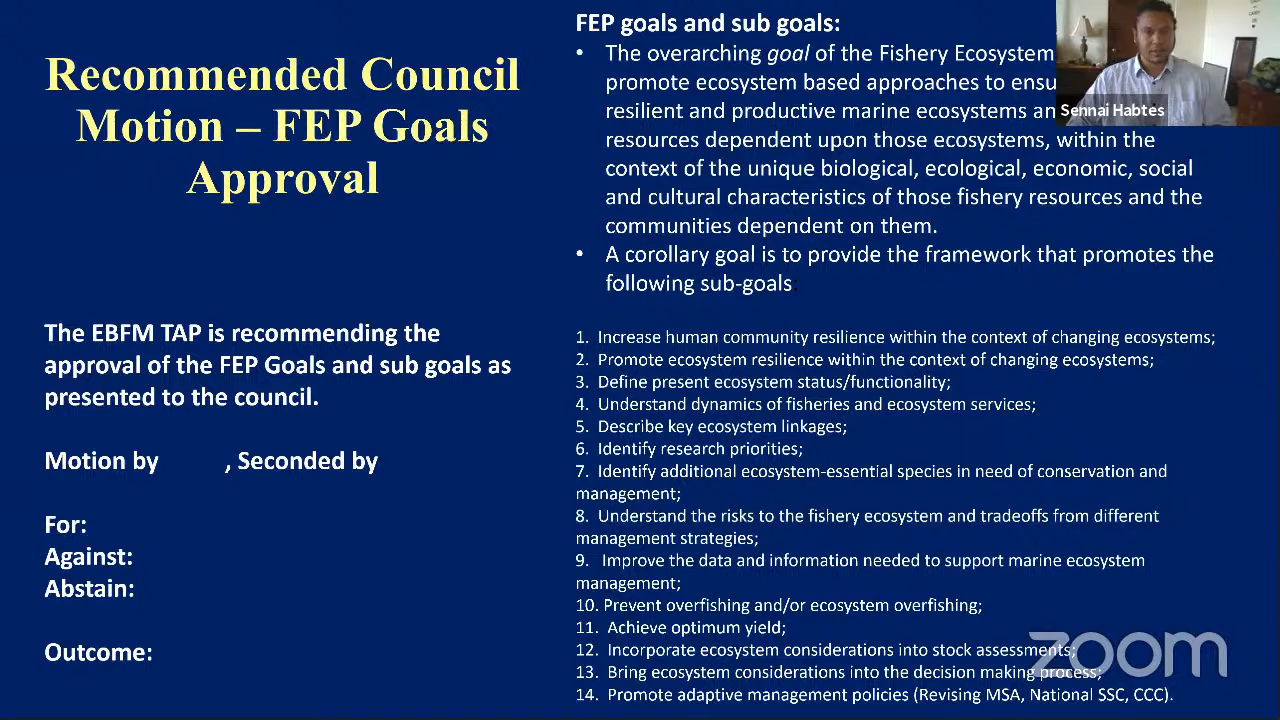 Recommended Council
Motion – FEP Goals
Approval
The EBFM TAP is recommending the
approval of the FEP Goals and sub goals as
presented to the council.
Motion by , Seconded by
For:
Against:
Abstain:
Outcome:
FEP goals and sub goals:
• The overarching goal of the Fishery Ecosystem
promote ecosystem based approaches to ensu
resilient and productive marine ecosystems an
resources dependent upon those ecosystems, within the
context of the unique biological, ecological, economic, social
and cultural characteristics of those fishery resources and the
communities dependent on them.
• A corollary goal is to provide the framework that promotes the
following sub-goals
1. Increase human community resilience within the context of changing ecosystems;
2. Promote ecosystem resilience within the context of changing ecosystems;
3. Define present ecosystem status/functionality;
4. Understand dynamics of fisheries and ecosystem services;
5. Describe key ecosystem linkages;
6. Identify research priorities;
7. Identify additional ecosystem-essential species in need of conservation and
management;
8. Understand the risks to the fishery ecosystem and tradeoffs from different
management strategies;
9. Improve the data and information needed to support marine ecosystem
management;
10. Prevent overfishing and/or ecosystem overfishing;
11. Achieve optimum yield;
12. Incorporate ecosystem considerations into stock assessments;
13. Bring ecosystem considerations into the decision making process;
14. Promote adaptive management policies (Revising MSA, National SSC, CCC).
Sennai Habtes
zoom